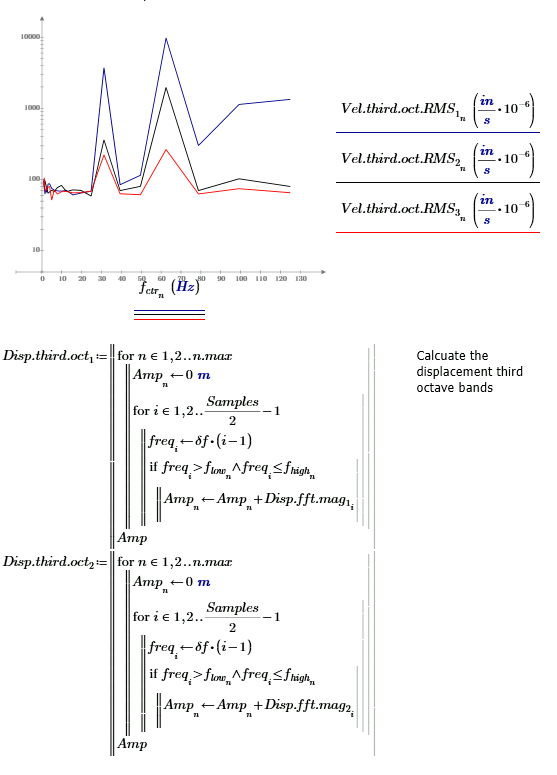 10000
1000
100
10
0 10 20 30 40 50 60 70 80 90 100 110 120 130
f_ctr_n (Hz)
Vel.third.oct.RMS_1_n (in/s · 10^-6)
Vel.third.oct.RMS_2_n (in/s · 10^-6)
Vel.third.oct.RMS_3_n (in/s · 10^-6)
Calcuate the
displacement third
octave bands
Disp.third.oct_1 := for n ∈ 1, 2 .. n.max
Amp_n ← 0 m
for i ∈ 1, 2 .. Samples/2 − 1
freq_i ← δf · (i − 1)
if freq_i > f_low_n ∧ freq_i ≤ f_high_n
Amp_n ← Amp_n + Disp.fft.mag_1_i
Amp
Disp.third.oct_2 := for n ∈ 1, 2 .. n.max
Amp_n ← 0 m
for i ∈ 1, 2 .. Samples/2 − 1
freq_i ← δf · (i − 1)
if freq_i > f_low_n ∧ freq_i ≤ f_high_n
Amp_n ← Amp_n + Disp.fft.mag_2_i
Amp